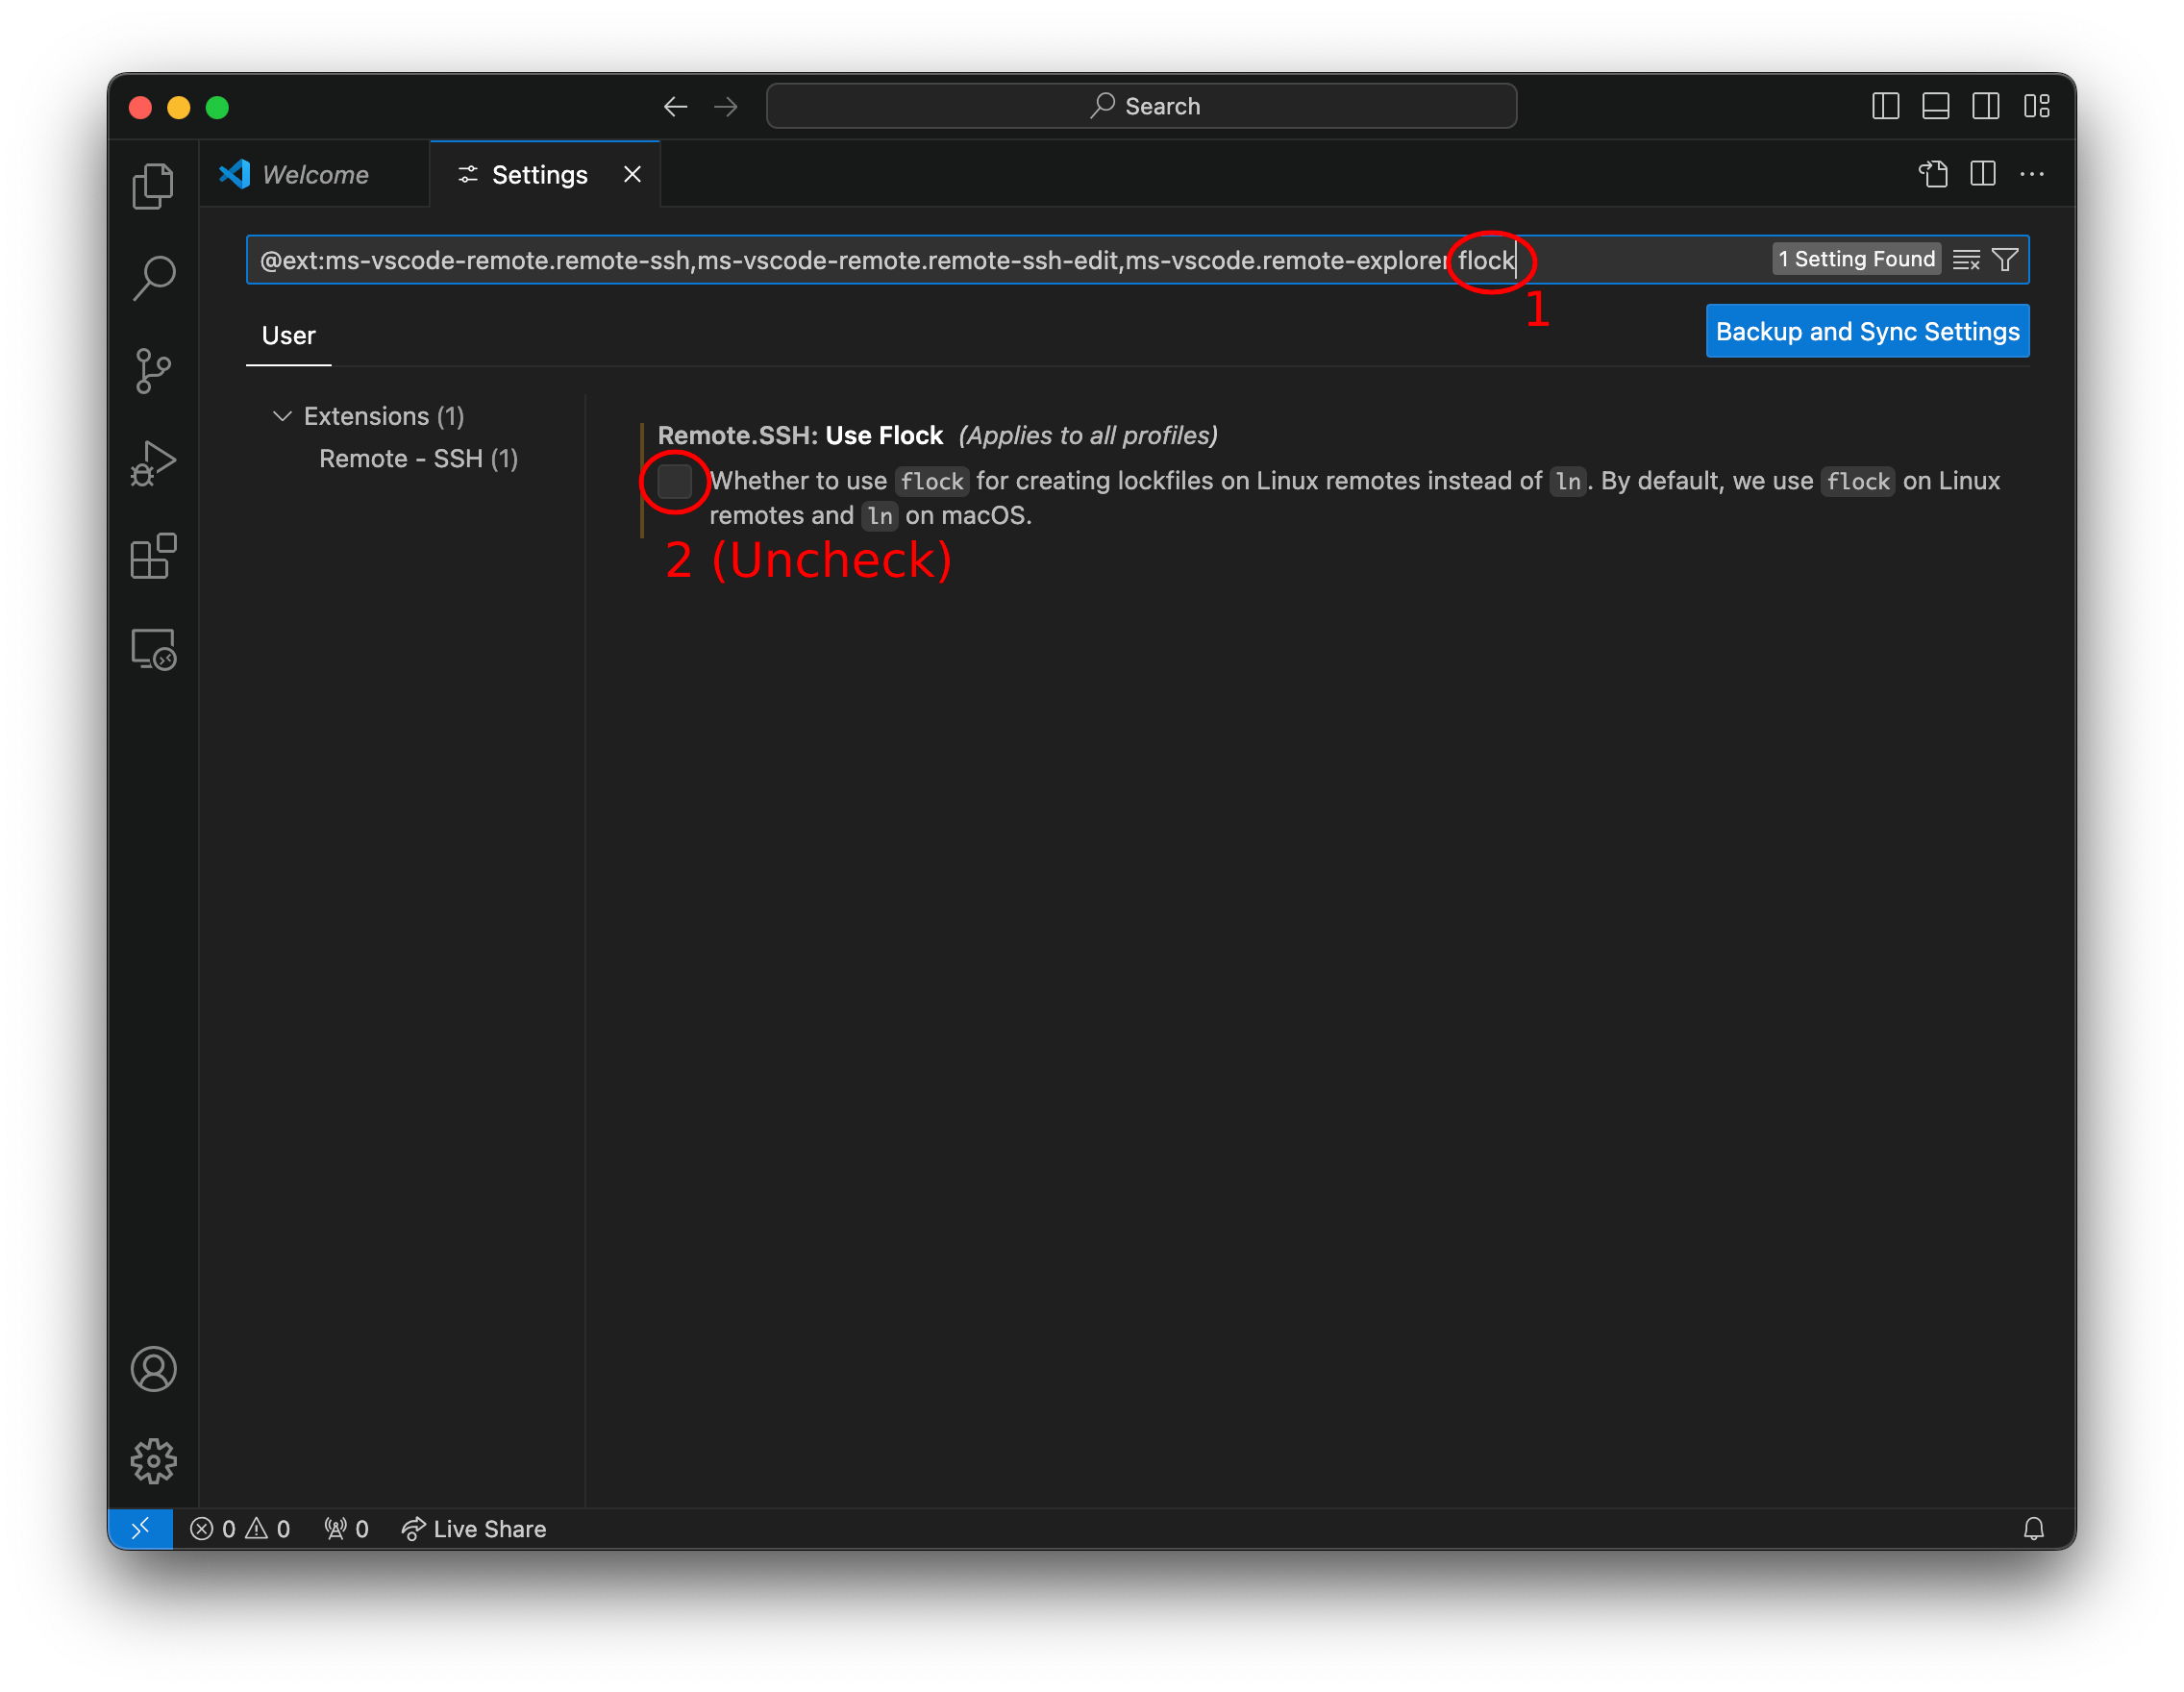 Search
Welcome
Settings
@ext:ms-vscode-remote.remote-ssh,ms-vscode-remote.remote-ssh-edit,ms-vscode.remote-explorer flock
1 Setting Found
1
User
Backup and Sync Settings
Extensions (1)
Remote - SSH (1)
Remote.SSH: Use Flock (Applies to all profiles)
Whether to use flock for creating lockfiles on Linux remotes instead of ln. By default, we use flock on Linux
remotes and ln on macOS.
2 (Uncheck)
0 0 0 Live Share